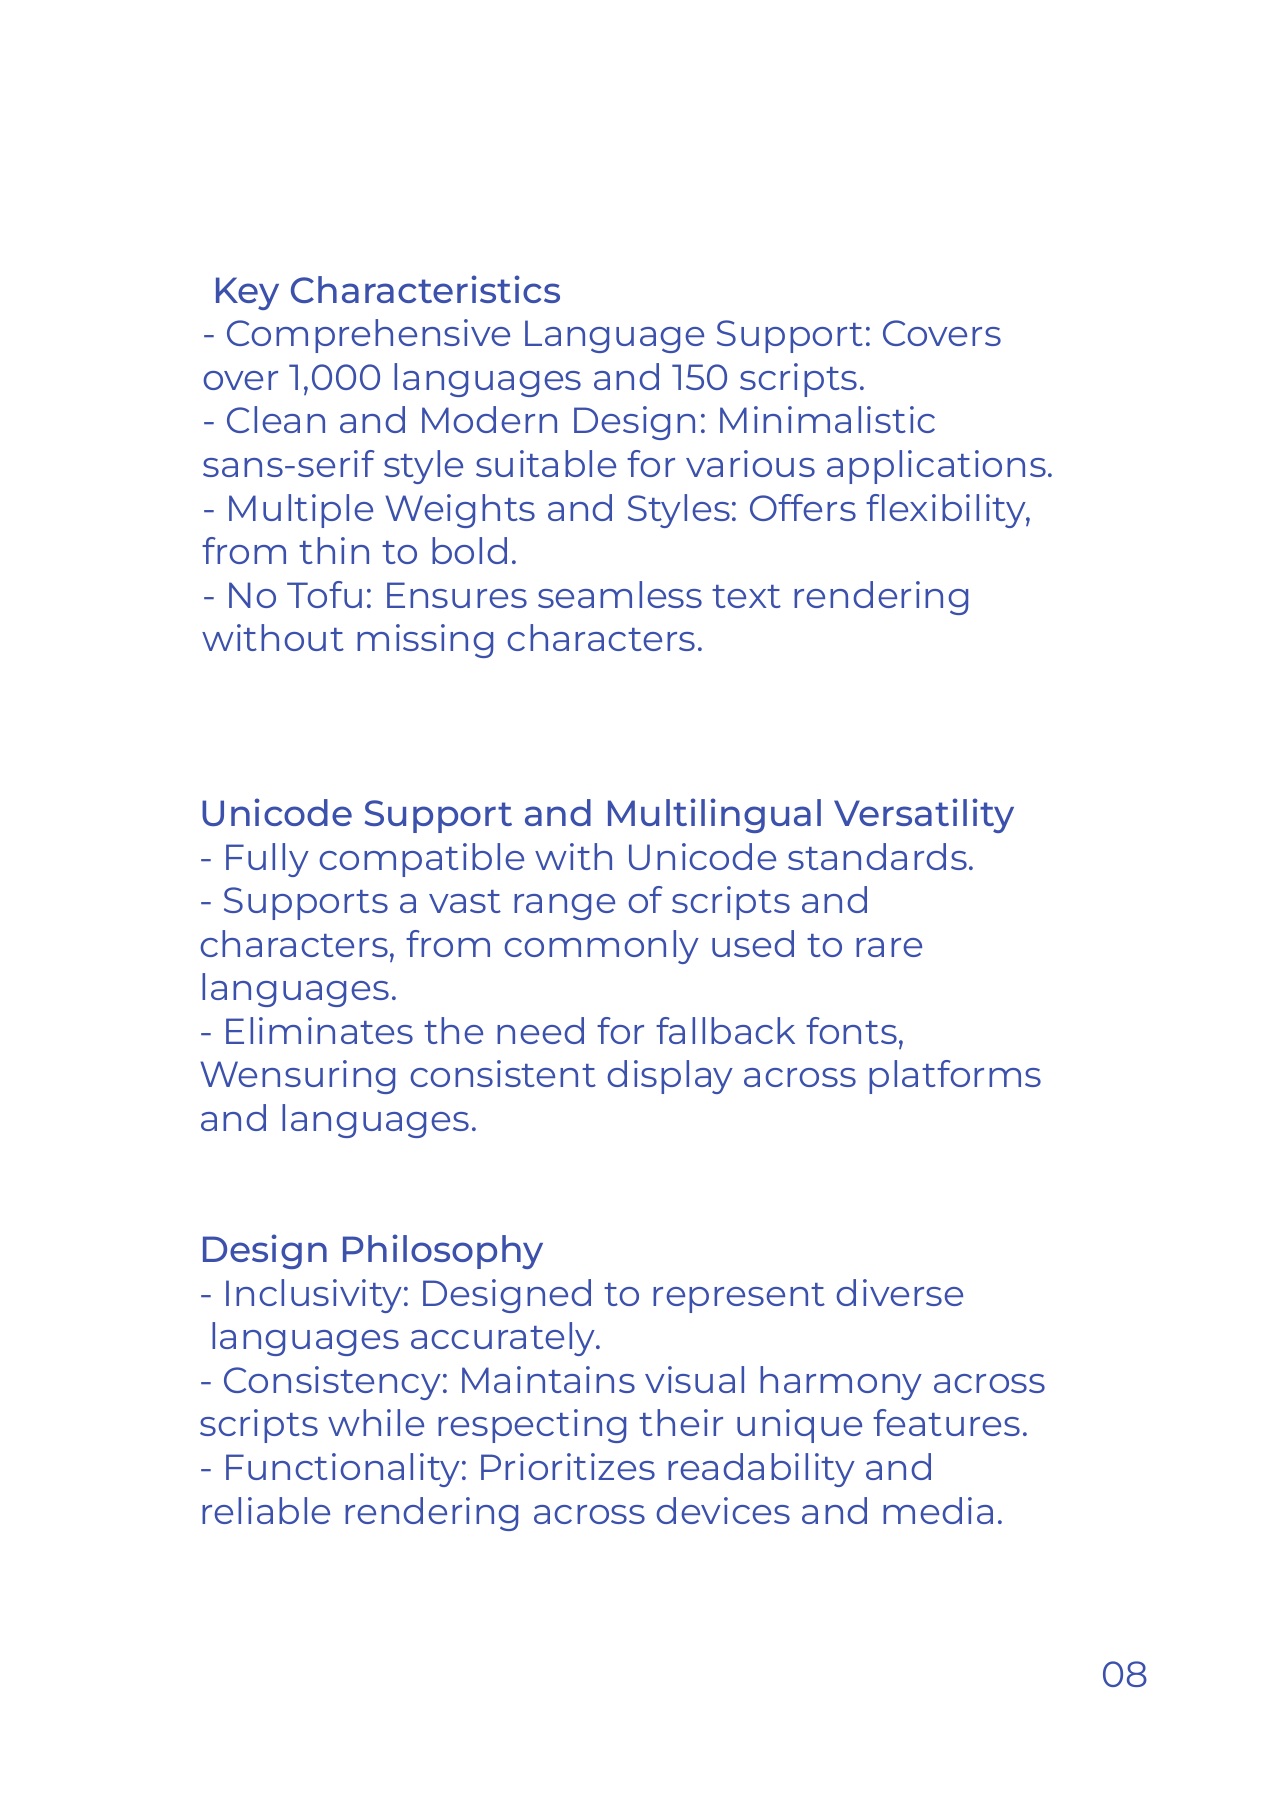 Key Characteristics
- Comprehensive Language Support: Covers
over 1,000 languages and 150 scripts.
- Clean and Modern Design: Minimalistic
sans-serif style suitable for various applications.
- Multiple Weights and Styles: Offers flexibility,
from thin to bold.
- No Tofu: Ensures seamless text rendering
without missing characters.
Unicode Support and Multilingual Versatility
- Fully compatible with Unicode standards.
- Supports a vast range of scripts and
characters, from commonly used to rare
languages.
- Eliminates the need for fallback fonts,
Wensuring consistent display across platforms
and languages.
Design Philosophy
- Inclusivity: Designed to represent diverse
languages accurately.
- Consistency: Maintains visual harmony across
scripts while respecting their unique features.
- Functionality: Prioritizes readability and
reliable rendering across devices and media.
08